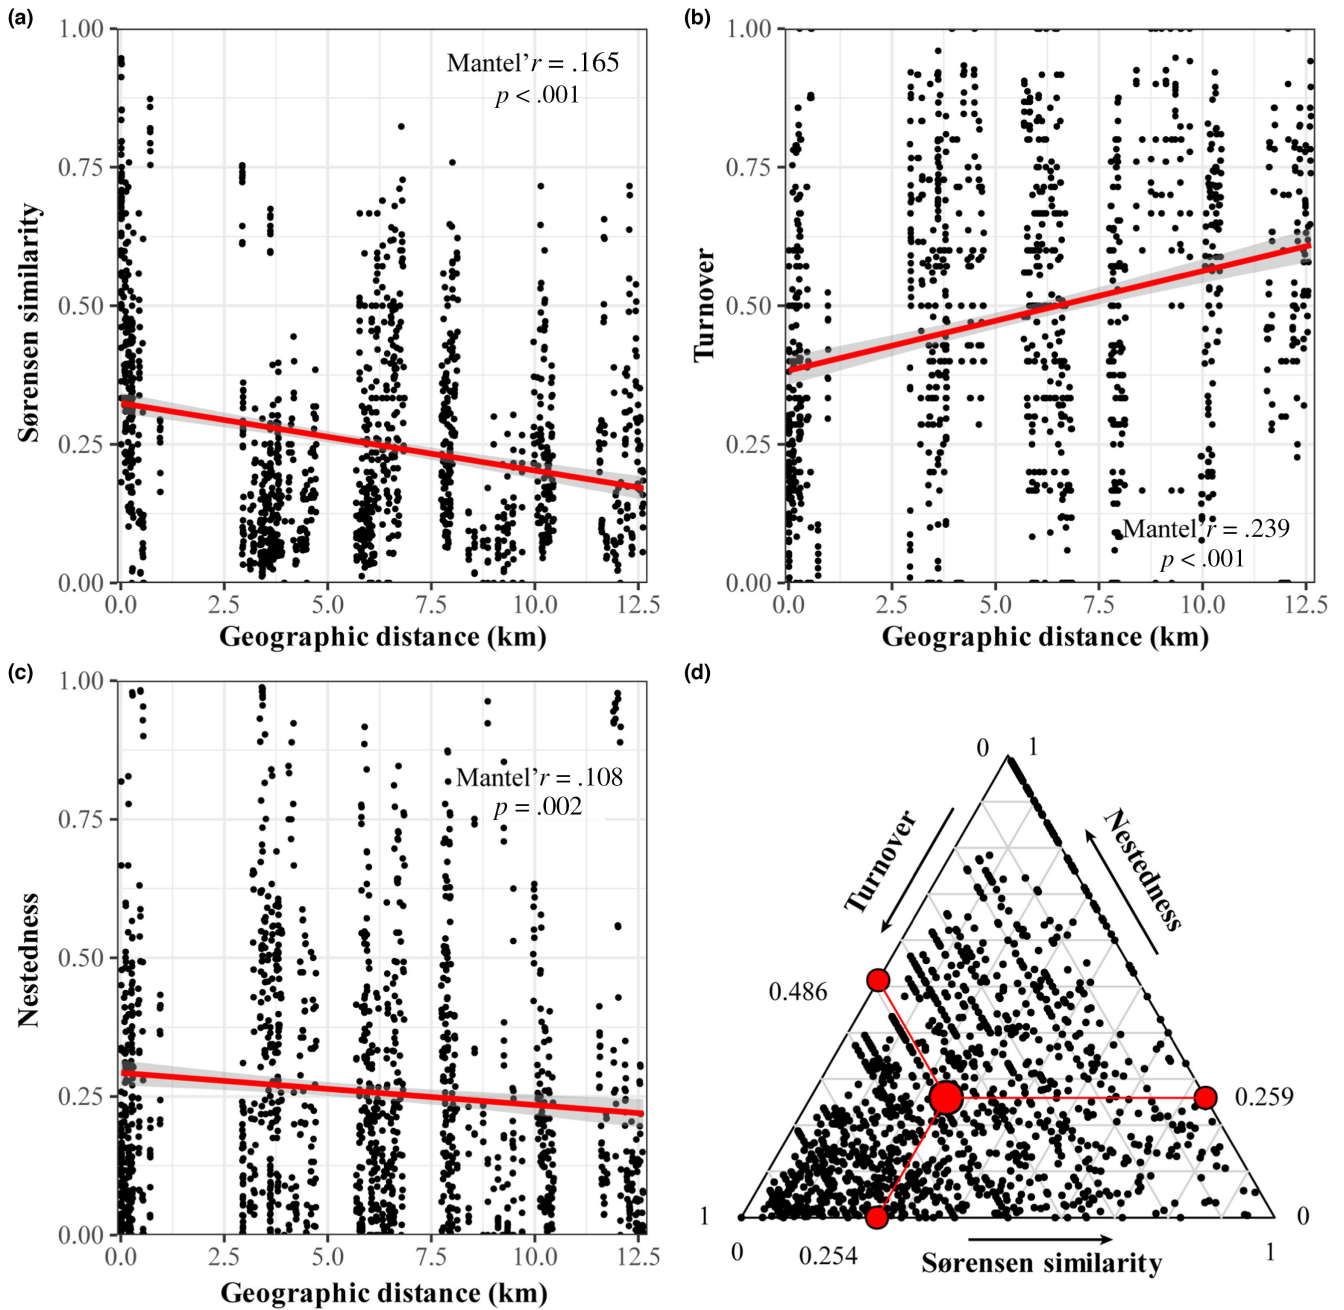 (a)
1.00
0.75
0.50
0.25
0.00
Sørensen similarity
Mantel'r = .165
p < .001
0.0 2.5 5.0 7.5 10.0 12.5
Geographic distance (km)
(b)
1.00
0.75
0.50
0.25
0.00
Turnover
Mantel'r = .239
p < .001
0.0 2.5 5.0 7.5 10.0 12.5
Geographic distance (km)
(c)
1.00
0.75
0.50
0.25
0.00
Nestedness
Mantel'r = .108
p = .002
0.0 2.5 5.0 7.5 10.0 12.5
Geographic distance (km)
(d)
0 1
Turnover
Nestedness
0.486
0.259
1 0
0 0.254 1
Sørensen similarity